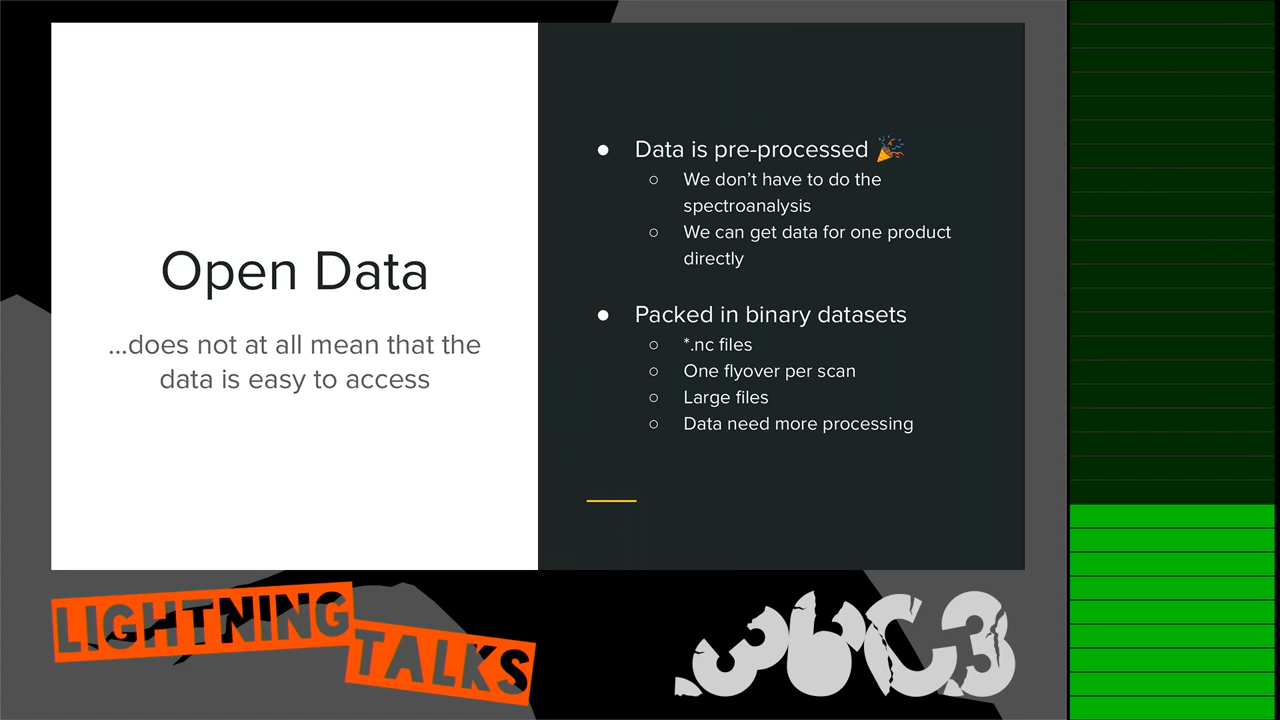 Open Data
...does not at all mean that the
data is easy to access
● Data is pre-processed 🎉
○ We don't have to do the
spectroanalysis
○ We can get data for one product
directly
● Packed in binary datasets
○ *.nc files
○ One flyover per scan
○ Large files
○ Data need more processing
LIGHTNING
TALKS
36C3